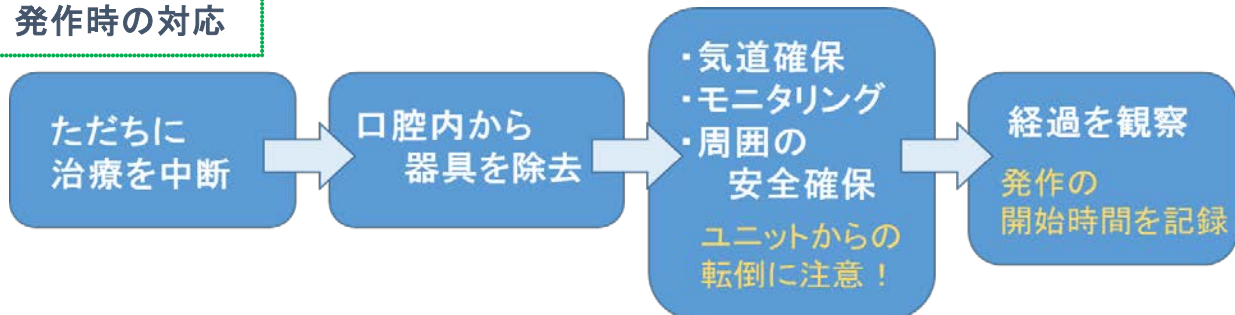 発作時の対応
ただちに
治療を中断
口腔内から
器具を除去
・気道確保
・モニタリング
・周囲の
安全確保
ユニットからの
転倒に注意！
経過を観察
発作の
開始時間を記録